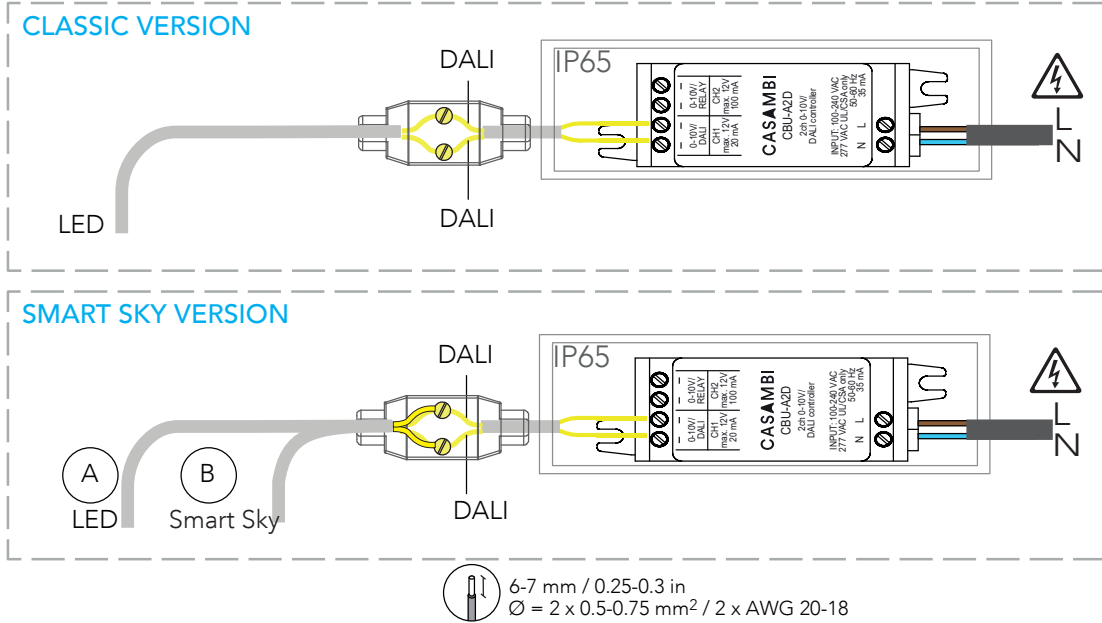 CLASSIC VERSION
DALI
IP65
– 0-10V/ RELAY CH2 max. 12V 100 mA
– 0-10V/ DALI CH1 max. 12V 20 mA
CASAMBI
CBU-A2D
2ch 0-10V/
DALI controller
INPUT: 100-240 VAC
277 VAC UL/CSA only
50-60 Hz
35 mA
N L
L
N
LED
DALI
SMART SKY VERSION
DALI
IP65
– 0-10V/ RELAY CH2 max. 12V 100 mA
– 0-10V/ DALI CH1 max. 12V 20 mA
CASAMBI
CBU-A2D
2ch 0-10V/
DALI controller
INPUT: 100-240 VAC
277 VAC UL/CSA only
50-60 Hz
35 mA
N L
L
N
A
B
LED
Smart Sky
DALI
6-7 mm / 0.25-0.3 in
Ø = 2 x 0.5-0.75 mm² / 2 x AWG 20-18